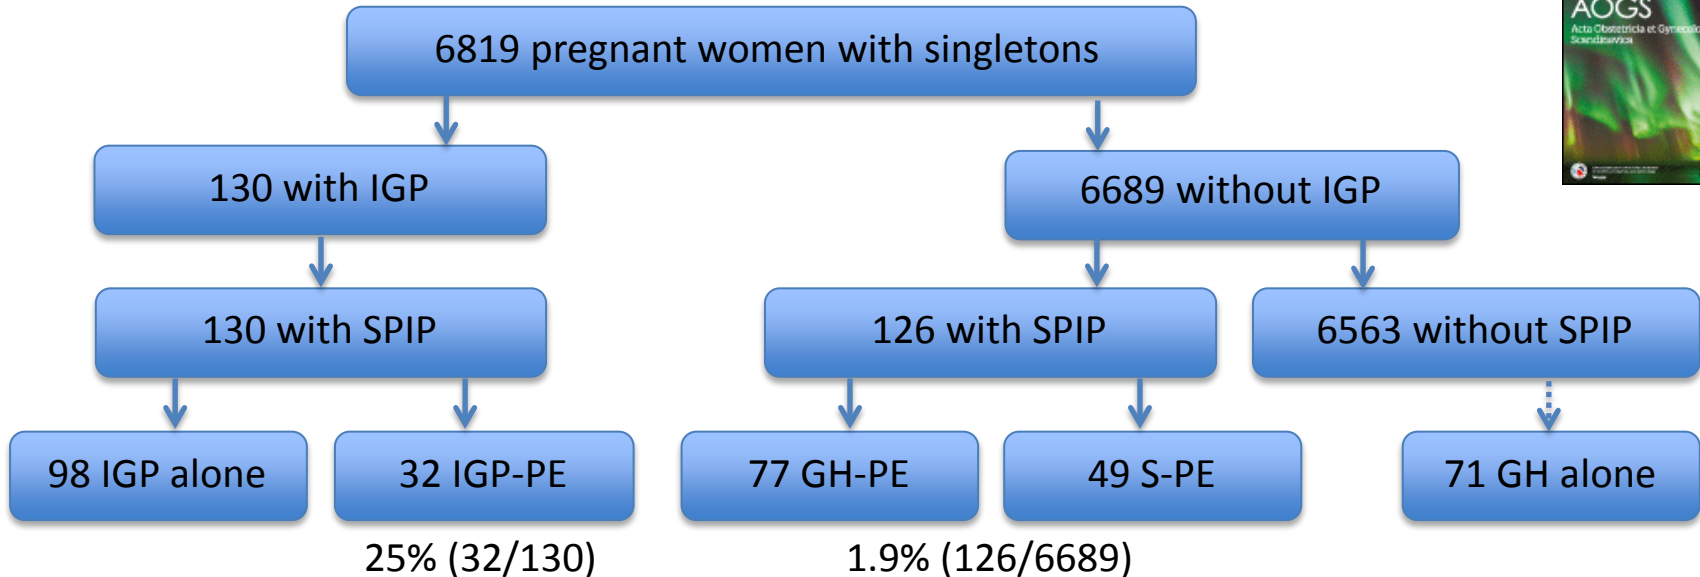 AOGS
Acta Obstetricia et Gynecolo
Scandinavica
6819 pregnant women with singletons
130 with IGP
6689 without IGP
130 with SPIP
126 with SPIP
6563 without SPIP
98 IGP alone
32 IGP-PE
77 GH-PE
49 S-PE
71 GH alone
25% (32/130)
1.9% (126/6689)